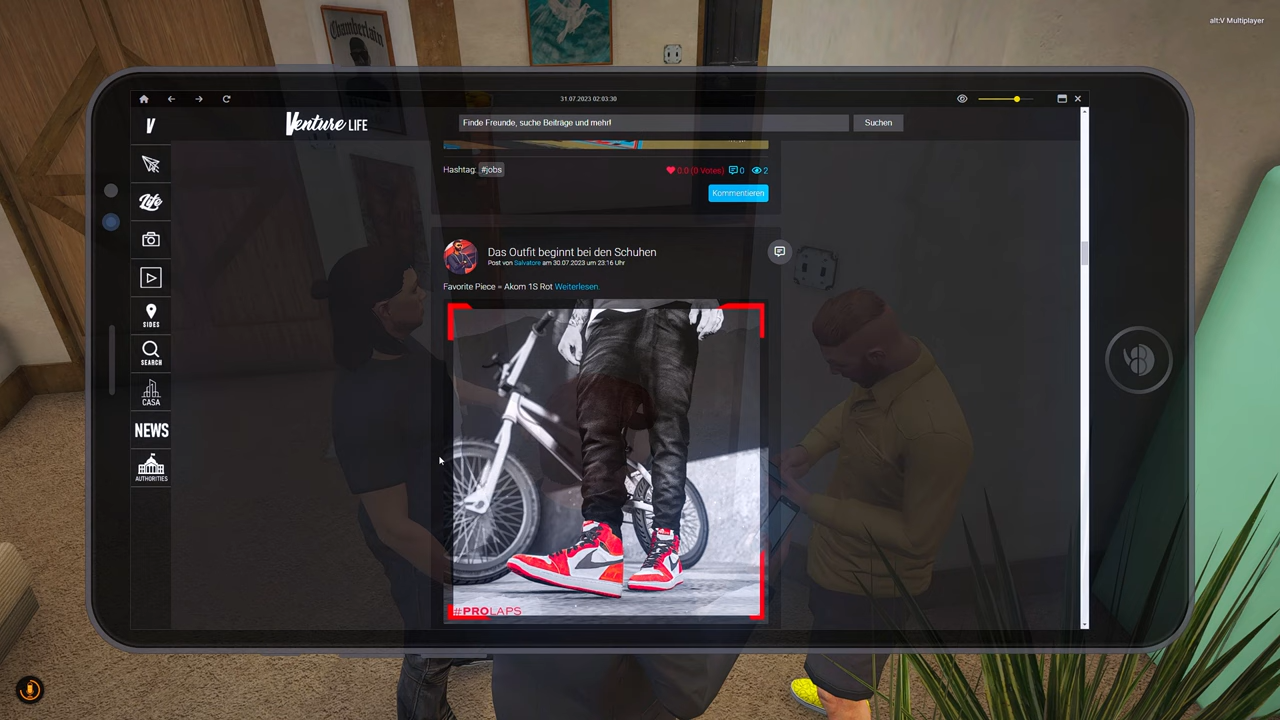 alt:V Multiplayer
Chamberlain
31.07.2023 02:03:30
V
Venture LIFE
Finde Freunde, suche Beiträge und mehr!
Suchen
Hashtag: #jobs
0.0 (0 Votes) 0 2
Kommentieren
Life
Das Outfit beginnt bei den Schuhen
Post von Salvatore am 30.07.2023 um 23:16 Uhr
Favorite Piece = Akom 1S Rot Weiterlesen.
SIDES
SEARCH
CASA
NEWS
AUTHORITIES
#PROLAPS